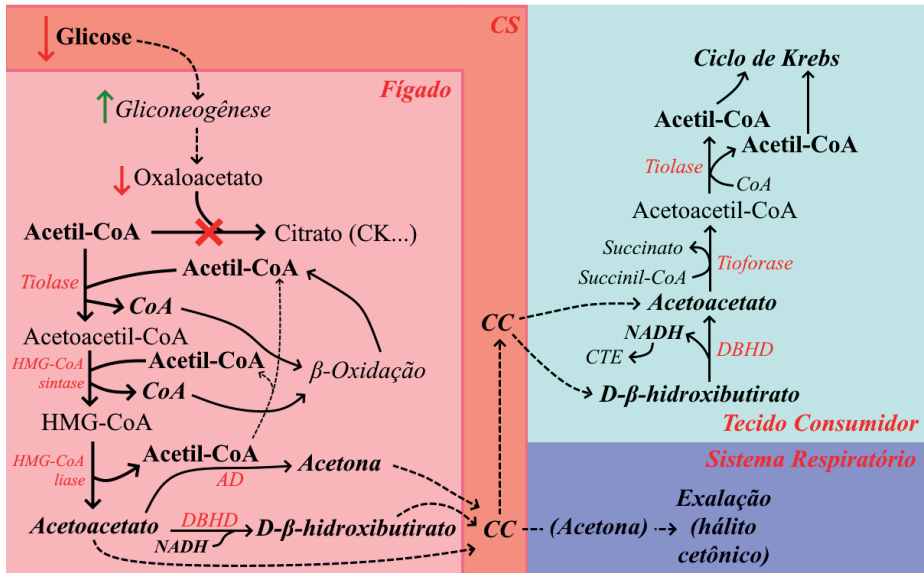 Glicose
CS
Fígado
Gliconeogênese
Oxaloacetato
Acetil-CoA
Citrato (CK...)
Tiolase
Acetil-CoA
CoA
Acetoacetil-CoA
HMG-CoA
sintase
Acetil-CoA
CoA
β-Oxidação
HMG-CoA
HMG-CoA
liase
Acetil-CoA
AD
Acetona
Acetoacetato
DBHD
NADH
D-β-hidroxibutirato
CC
CC
Ciclo de Krebs
Acetil-CoA
Acetil-CoA
Tiolase
CoA
Acetoacetil-CoA
Succinato
Succinil-CoA
Tioforase
Acetoacetato
NADH
CTE
DBHD
D-β-hidroxibutirato
Tecido Consumidor
Sistema Respiratório
(Acetona)
Exalação
(hálito
cetônico)